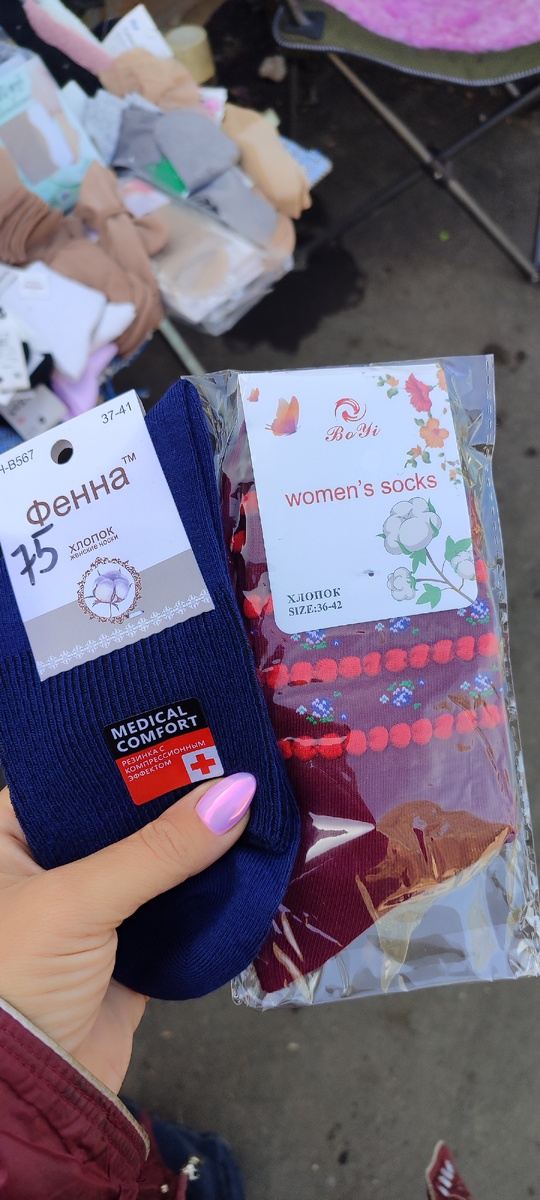 37-41
Н-В567
Фенна™
75
ХЛОПОК
ЖЕНСКИЕ НОСКИ
MEDICAL
COMFORT
РЕЗИНКА С
КОМПРЕССИОННЫМ
ЭФФЕКТОМ
BoYi
women's socks
ХЛОПОК
SIZE:36-42